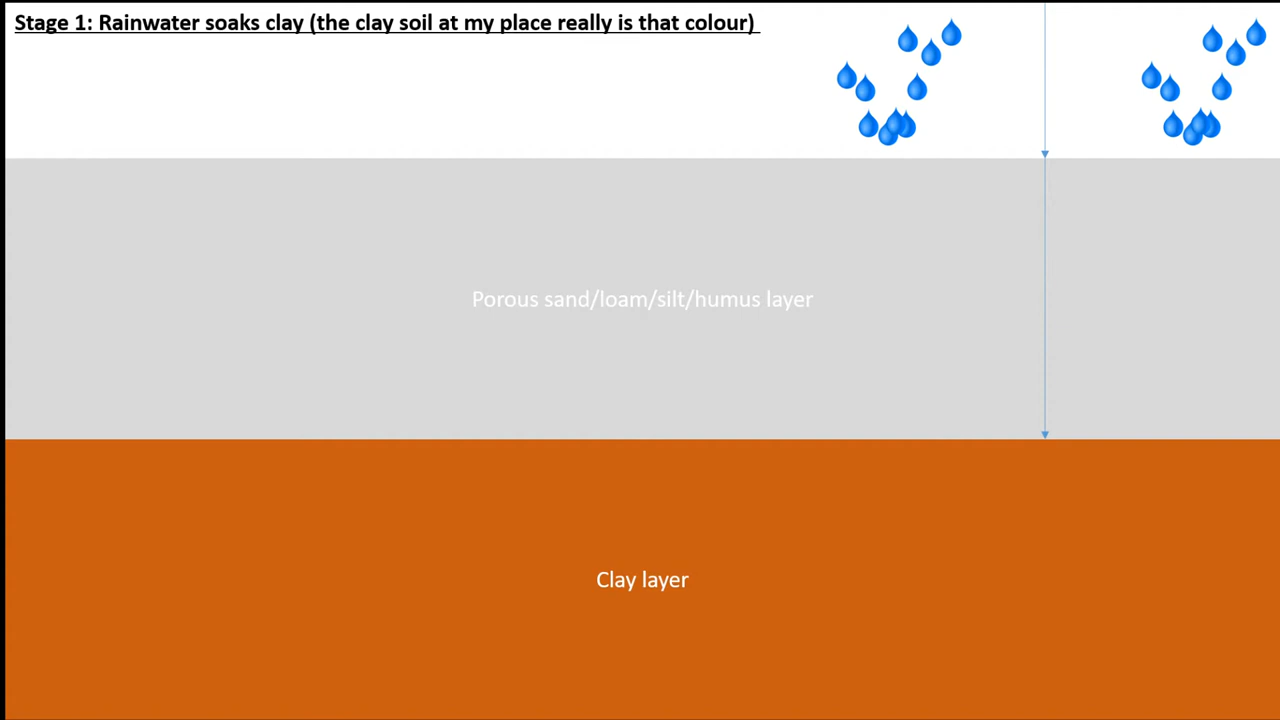 Stage 1: Rainwater soaks clay (the clay soil at my place really is that colour)
Porous sand/loam/silt/humus layer
Clay layer